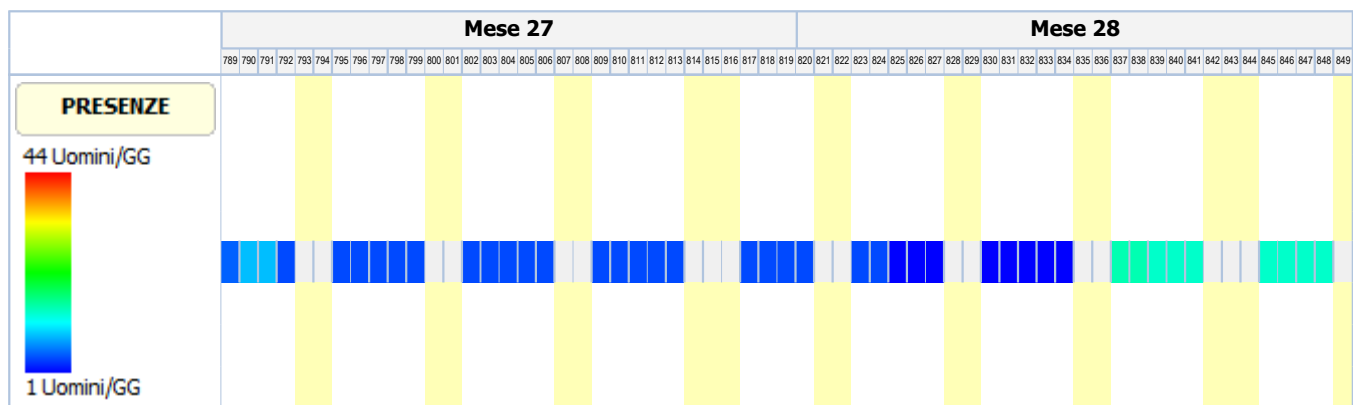 Mese 27 Mese 28
789 790 791 792 793 794 795 796 797 798 799 800 801 802 803 804 805 806 807 808 809 810 811 812 813 814 815 816 817 818 819 820 821 822 823 824 825 826 827 828 829 830 831 832 833 834 835 836 837 838 839 840 841 842 843 844 845 846 847 848 849
PRESENZE
44 Uomini/GG
1 Uomini/GG